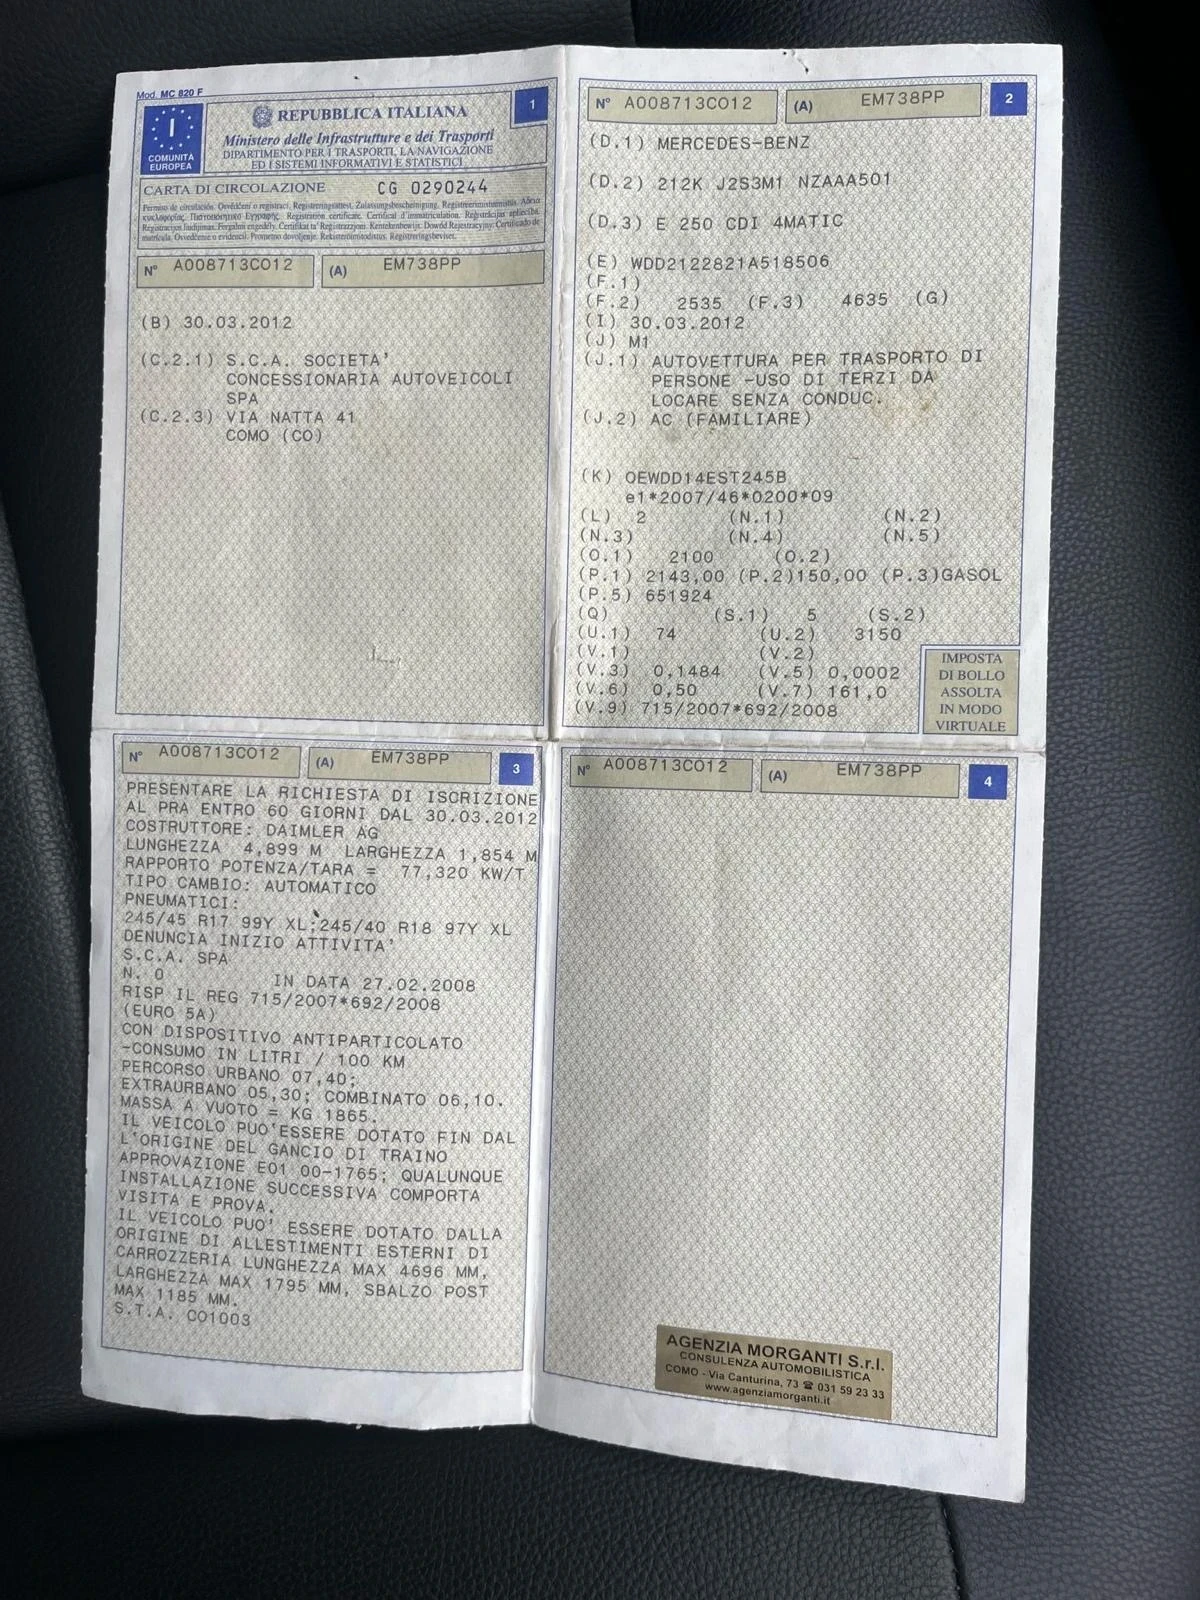 Mod. MC 820 F
I
COMUNITÀ
EUROPEA
REPUBBLICA ITALIANA
Ministero delle Infrastrutture e dei Trasporti
DIPARTIMENTO PER I TRASPORTI, LA NAVIGAZIONE
ED I SISTEMI INFORMATIVI E STATISTICI
1
CARTA DI CIRCOLAZIONE CG 0290244
N° A008713CO12 (A) EM738PP
(B) 30.03.2012
(C.2.1) S.C.A. SOCIETA'
CONCESSIONARIA AUTOVEICOLI
SPA
(C.2.3) VIA NATTA 41
COMO (CO)
N° A008713CO12 (A) EM738PP 2
(D.1) MERCEDES-BENZ
(D.2) 212K J2S3M1 NZAAA501
(D.3) E 250 CDI 4MATIC
(E) WDD2122821A518506
(F.1)
(F.2) 2535 (F.3) 4635 (G)
(I) 30.03.2012
(J) M1
(J.1) AUTOVETTURA PER TRASPORTO DI
PERSONE -USO DI TERZI DA
LOCARE SENZA CONDUC.
(J.2) AC (FAMILIARE)
(K) OEWDD14EST245B
e1*2007/46*0200*09
(L) 2 (N.1) (N.2)
(N.3) (N.4) (N.5)
(O.1) 2100 (O.2)
(P.1) 2143,00 (P.2)150,00 (P.3)GASOL
(P.5) 651924
(Q) (S.1) 5 (S.2)
(U.1) 74 (U.2) 3150
(V.1) (V.2)
(V.3) 0,1484 (V.5) 0,0002
(V.6) 0,50 (V.7) 161,0
(V.9) 715/2007*692/2008
IMPOSTA
DI BOLLO
ASSOLTA
IN MODO
VIRTUALE
N° A008713CO12 (A) EM738PP 3
PRESENTARE LA RICHIESTA DI ISCRIZIONE
AL PRA ENTRO 60 GIORNI DAL 30.03.2012
COSTRUTTORE: DAIMLER AG
LUNGHEZZA 4,899 M LARGHEZZA 1,854 M
RAPPORTO POTENZA/TARA = 77,320 KW/T
TIPO CAMBIO: AUTOMATICO
PNEUMATICI:
245/45 R17 99Y XL;245/40 R18 97Y XL
DENUNCIA INIZIO ATTIVITA'
S.C.A. SPA
N. 0 IN DATA 27.02.2008
RISP IL REG 715/2007*692/2008
(EURO 5A)
CON DISPOSITIVO ANTIPARTICOLATO
-CONSUMO IN LITRI / 100 KM
PERCORSO URBANO 07,40;
EXTRAURBANO 05,30; COMBINATO 06,10.
MASSA A VUOTO = KG 1865.
IL VEICOLO PUO'ESSERE DOTATO FIN DAL
L'ORIGINE DEL GANCIO DI TRAINO
APPROVAZIONE E01 00-1765; QUALUNQUE
INSTALLAZIONE SUCCESSIVA COMPORTA
VISITA E PROVA.
IL VEICOLO PUO' ESSERE DOTATO DALLA
ORIGINE DI ALLESTIMENTI ESTERNI DI
CARROZZERIA LUNGHEZZA MAX 4696 MM,
LARGHEZZA MAX 1795 MM, SBALZO POST
MAX 1185 MM.
S.T.A. CO1003
N° A008713CO12 (A) EM738PP 4
AGENZIA MORGANTI S.r.l.
CONSULENZA AUTOMOBILISTICA
COMO - Via Canturina, 73 ☎ 031 59 23 33
www.agenziamorganti.it